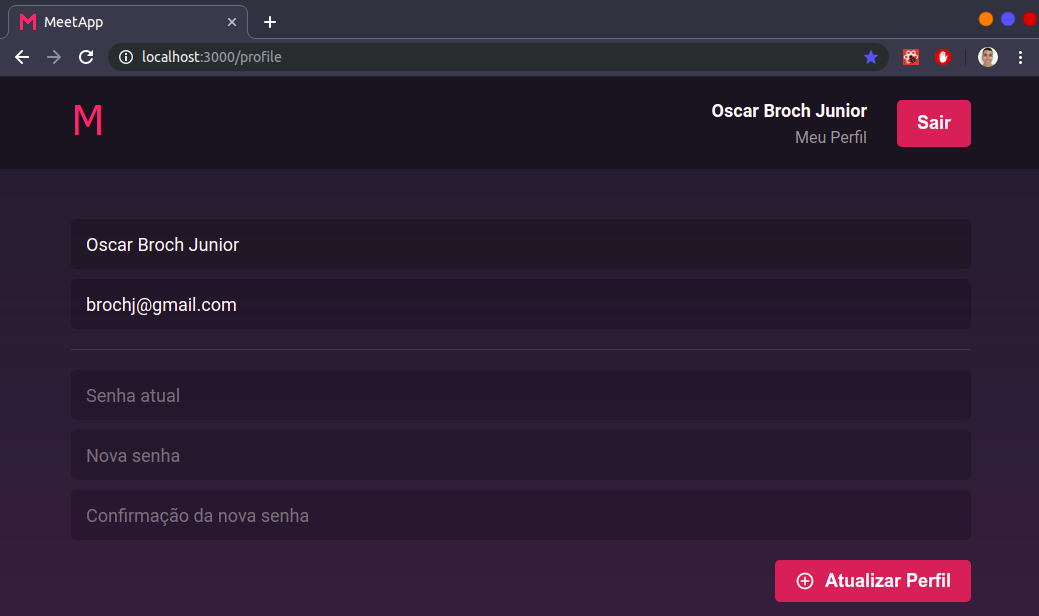 MeetApp
localhost:3000/profile
M
Oscar Broch Junior
Meu Perfil
Sair
Oscar Broch Junior
brochj@gmail.com
Senha atual
Nova senha
Confirmação da nova senha
Atualizar Perfil